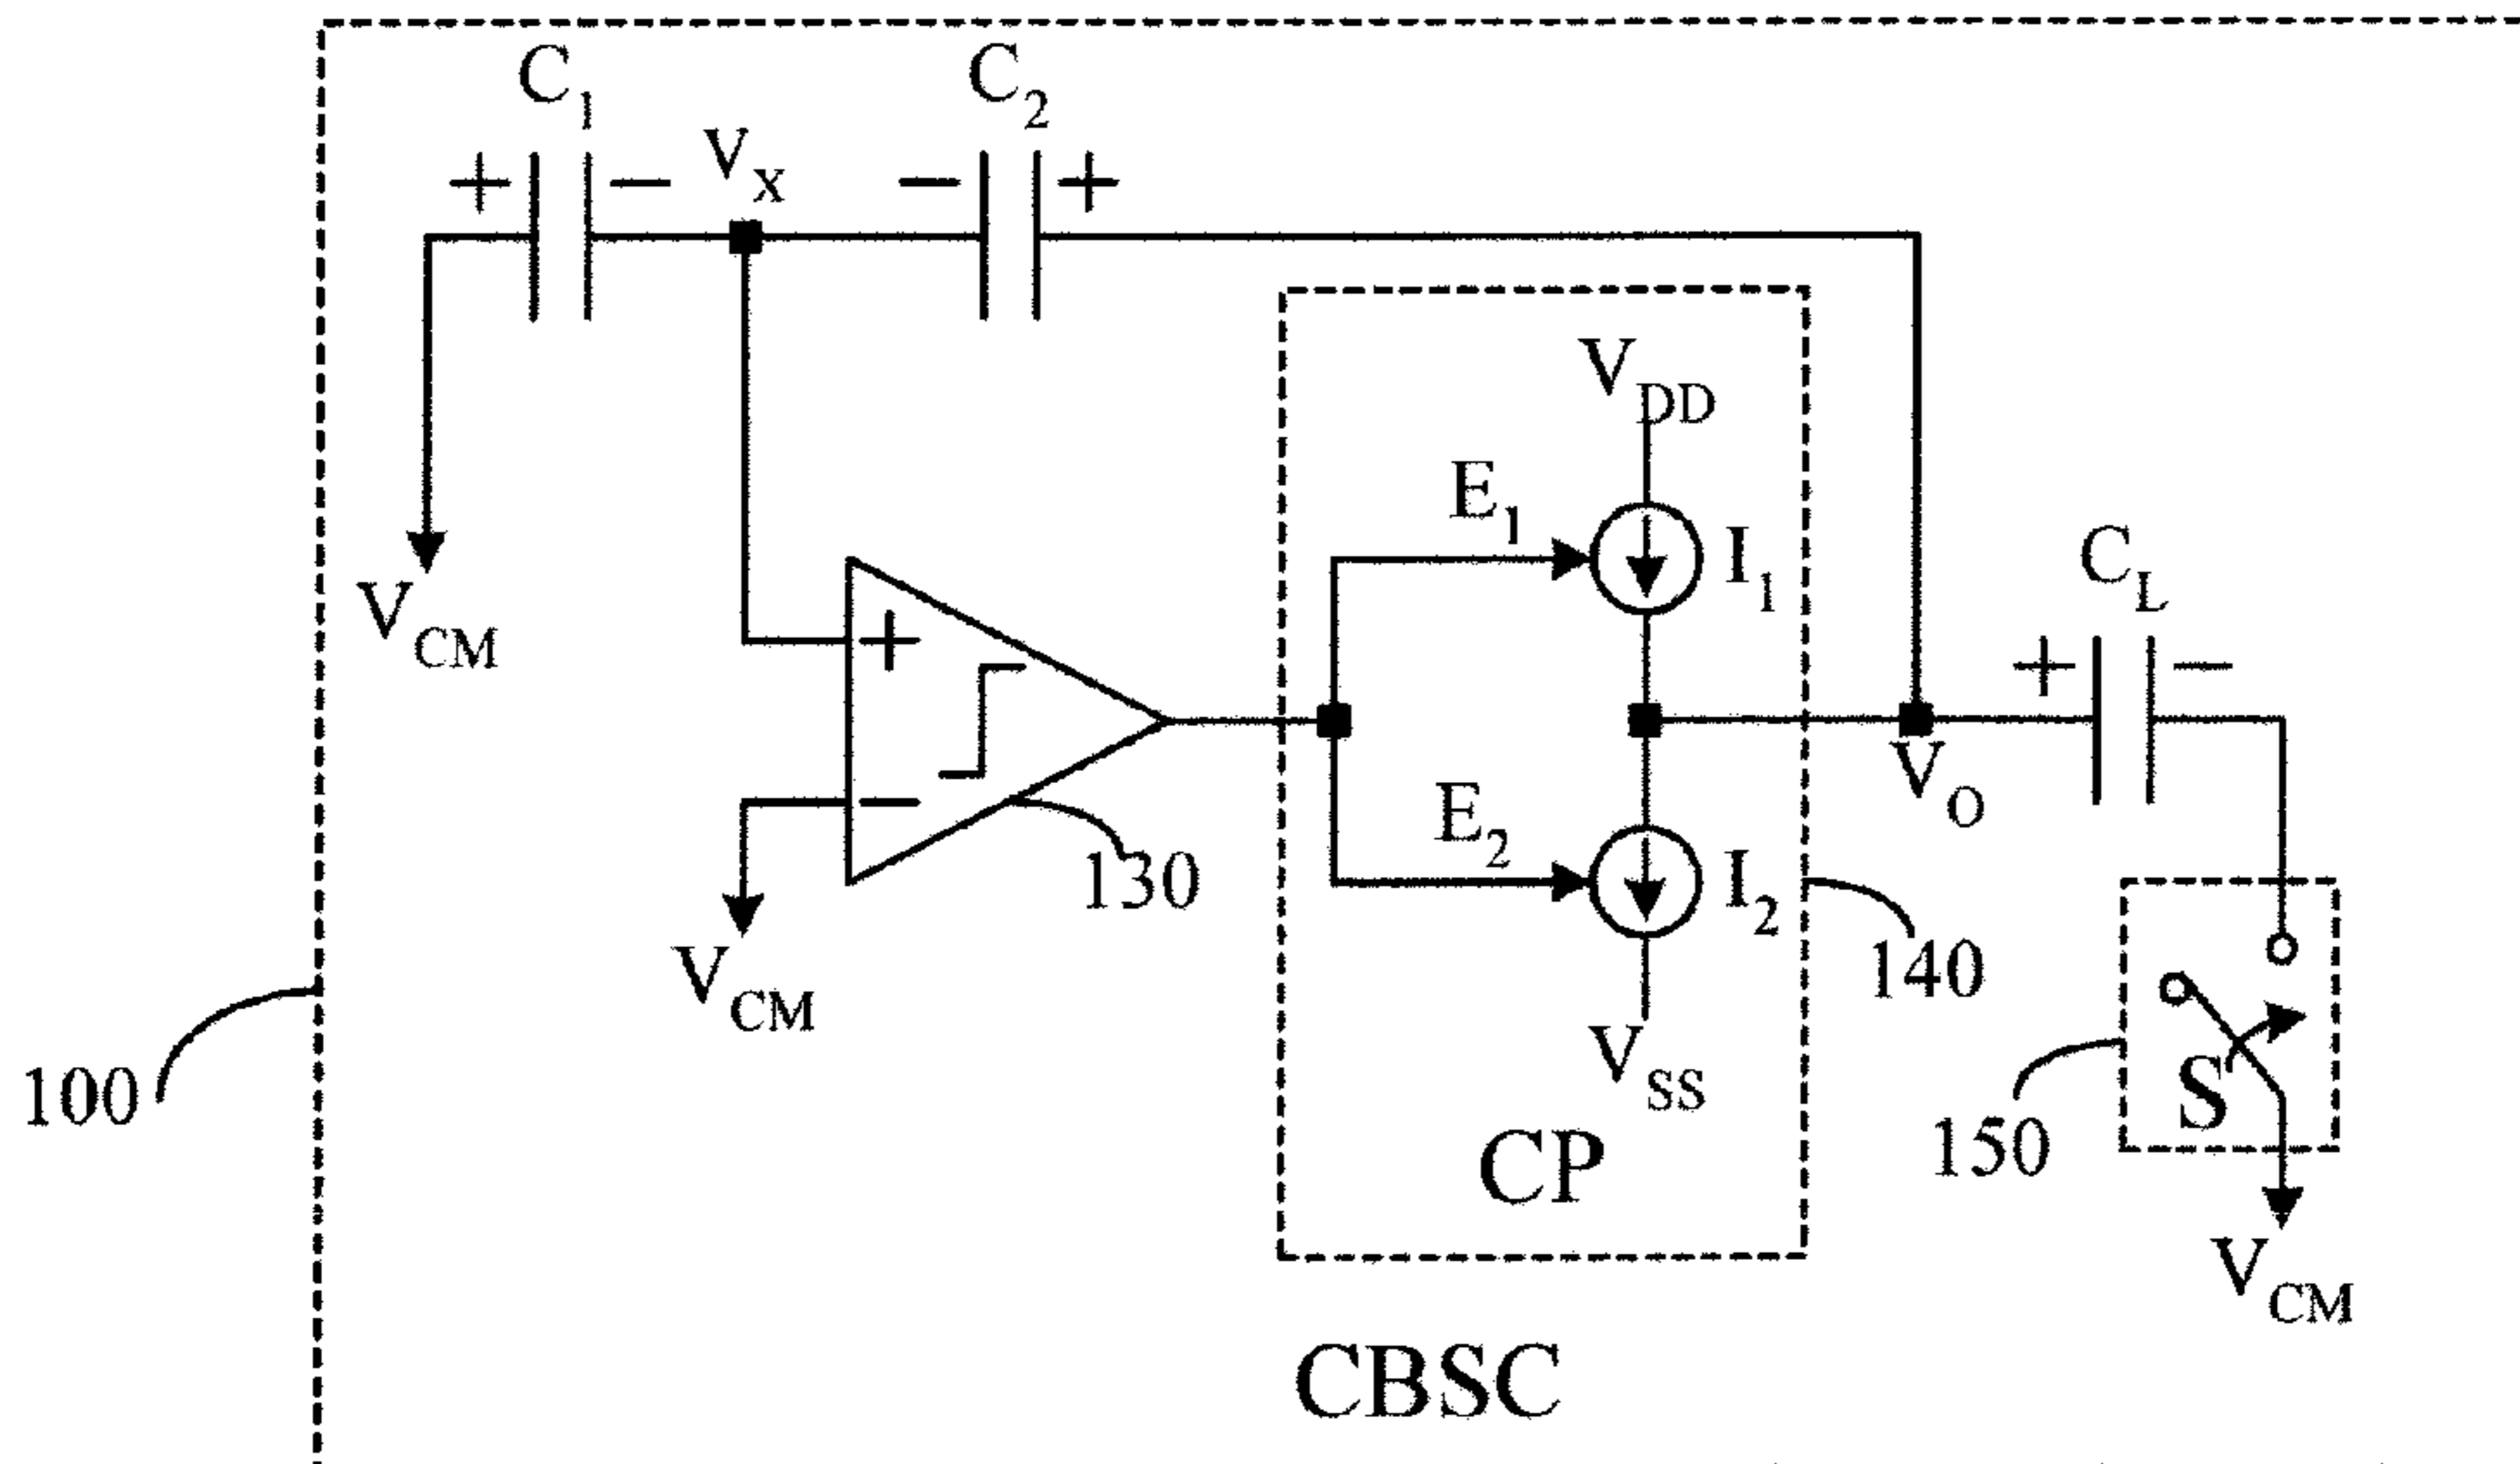 C1
C2
VX
+
−
−
+
VDD
E1
I1
CL
VCM
+
+
−
VO
−
E2
I2
130
140
VCM
VSS
S
100
150
CP
VCM
CBSC